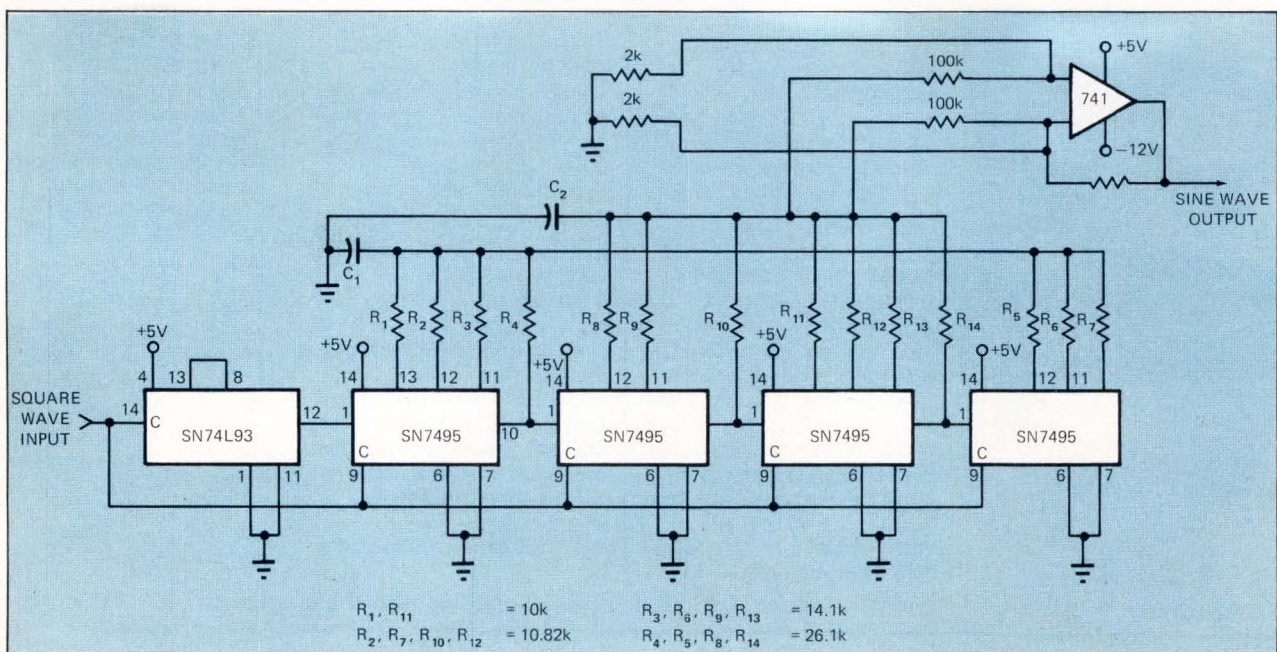 2k
2k
100k
100k
+5V
741
−12V
SINE WAVE
OUTPUT
C₂
C₁
R₁ R₂ R₃ R₄ R₈ R₉ R₁₀ R₁₁ R₁₂ R₁₃ R₁₄ R₅ R₆ R₇
+5V +5V +5V +5V
4 13 8 14 13 12 11 14 12 11 14 14 12 11
SQUARE
WAVE
INPUT
14 C SN74L93 12
1 SN7495 10
1 SN7495
1 SN7495
1 SN7495
C C C C
1 11 9 6 7 9 6 7 9 6 7 9 6 7
R₁, R₁₁ = 10k
R₂, R₇, R₁₀, R₁₂ = 10.82k
R₃, R₆, R₉, R₁₃ = 14.1k
R₄, R₅, R₈, R₁₄ = 26.1k